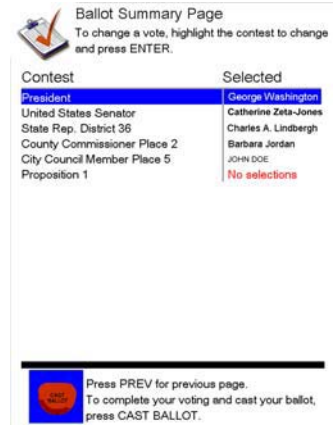 Ballot Summary Page
To change a vote, highlight the contest to change
and press ENTER.
Contest Selected
President George Washington
United States Senator Catherine Zeta-Jones
State Rep. District 36 Charles A. Lindbergh
County Commissioner Place 2 Barbara Jordan
City Council Member Place 5 JOHN DOE
Proposition 1 No selections
CAST
BALLOT
Press PREV for previous page.
To complete your voting and cast your ballot,
press CAST BALLOT.